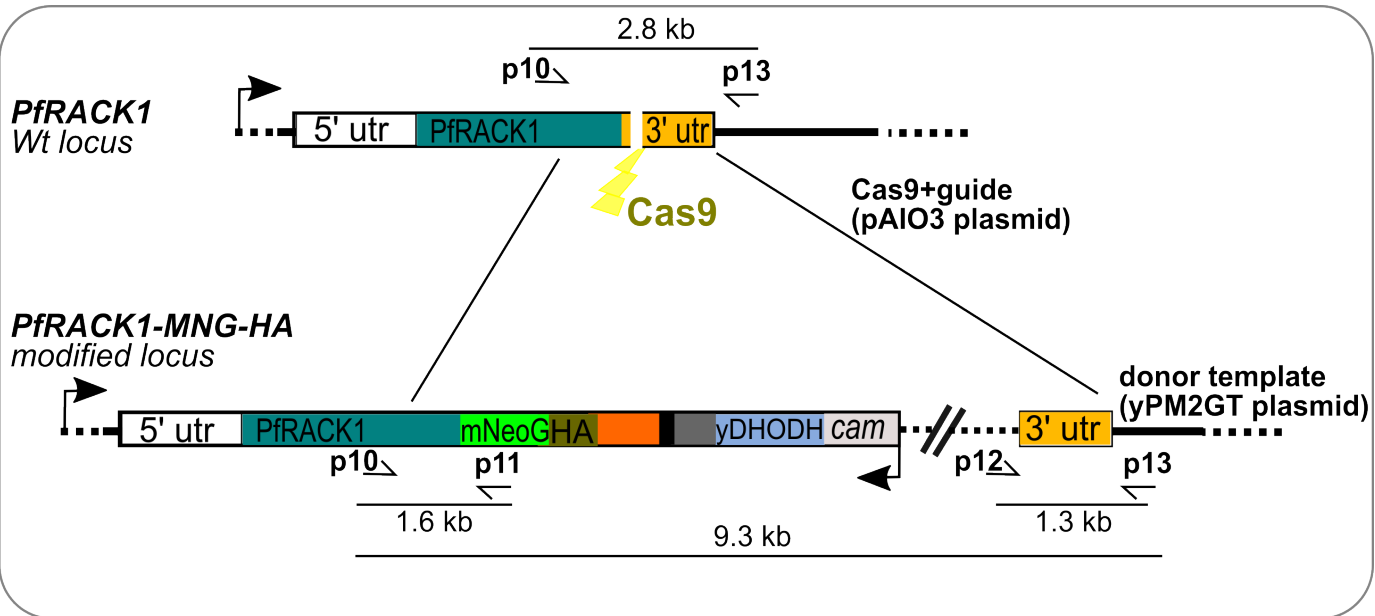 2.8 kb
p10
p13
PfRACK1
Wt locus
5' utr
PfRACK1
3' utr
Cas9
Cas9+guide
(pAIO3 plasmid)
PfRACK1-MNG-HA
modified locus
donor template
(yPM2GT plasmid)
5' utr
PfRACK1
mNeoG
HA
yDHODH
cam
3' utr
p10
p11
p12
p13
1.6 kb
1.3 kb
9.3 kb